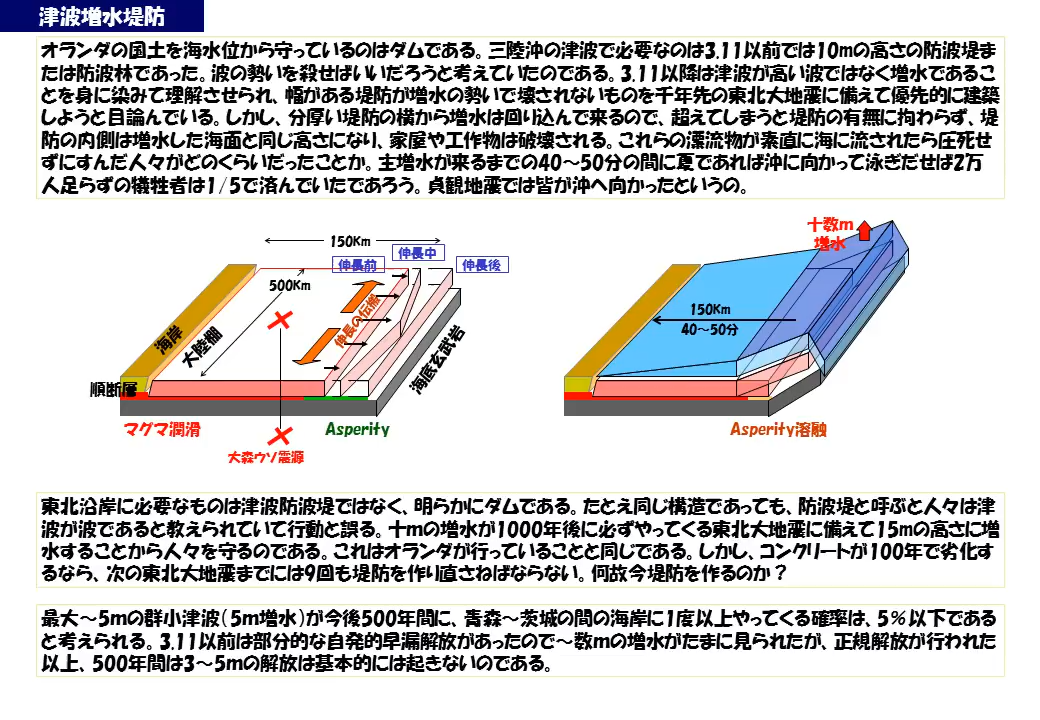 津波増水堤防
オランダの国土を海水位から守っているのはダムである。三陸沖の津波で必要なのは3.11以前では10mの高さの防波堤ま
たは防波林であった。波の勢いを殺せばいいだろうと考えていたのである。3.11以降は津波が高い波ではなく増水であるこ
とを身に染みて理解させられ、幅がある堤防が増水の勢いで壊されないものを千年先の東北大地震に備えて優先的に建築
しようと目論んでいる。しかし、分厚い堤防の横から増水は回り込んで来るので、超えてしまうと堤防の有無に拘わらず、堤
防の内側は増水した海面と同じ高さになり、家屋や工作物は破壊される。これらの漂流物が素直に海に流されたら圧死せ
ずにすんだ人々がどのくらいだったことか。主増水が来るまでの40～50分の間に夏であれば沖に向かって泳ぎだせば2万
人足らずの犠牲者は1/5で済んでいたであろう。貞観地震では皆が沖へ向かったというの。
150Km
伸長前
伸長中
伸長後
500Km
伸長の伝搬
海岸
大陸棚
海底玄武岩
順断層
マグマ潤滑
Asperity
大森ウソ震源
十数m
増水
150Km
40～50分
Asperity溶融
東北沿岸に必要なものは津波防波堤ではなく、明らかにダムである。たとえ同じ構造であっても、防波堤と呼ぶと人々は津
波が波であると教えられていて行動と誤る。十mの増水が1000年後に必ずやってくる東北大地震に備えて15mの高さに増
水することから人々を守るのである。これはオランダが行っていることと同じである。しかし、コンクリートが100年で劣化す
るなら、次の東北大地震までには9回も堤防を作り直さねばならない。何故今堤防を作るのか？
最大～5mの群小津波（5m増水）が今後500年間に、青森～茨城の間の海岸に1度以上やってくる確率は、5％以下である
と考えられる。3.11以前は部分的な自発的早漏解放があったので～数mの増水がたまに見られたが、正規解放が行われた
以上、500年間は3～5mの解放は基本的には起きないのである。